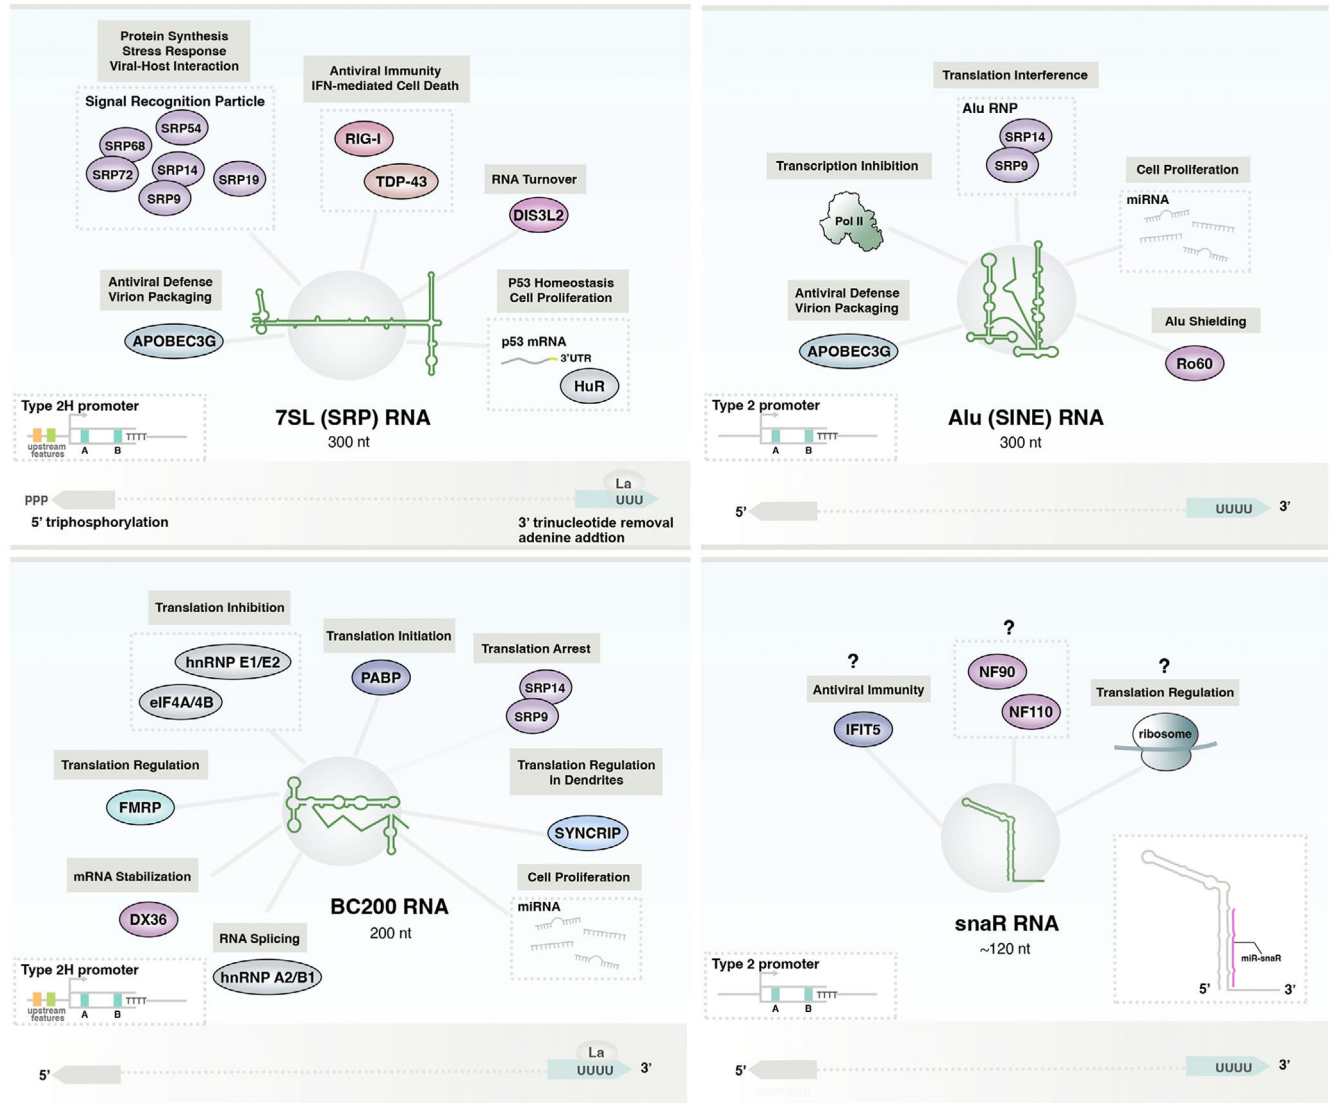 Protein Synthesis
Stress Response
Viral-Host Interaction
Signal Recognition Particle
SRP54
SRP68
SRP72
SRP14
SRP19
SRP9
Antiviral Immunity
IFN-mediated Cell Death
RIG-I
TDP-43
RNA Turnover
DIS3L2
Antiviral Defense
Virion Packaging
APOBEC3G
P53 Homeostasis
Cell Proliferation
p53 mRNA
3'UTR
HuR
Type 2H promoter
TTTT
upstream
features
A
B
7SL (SRP) RNA
300 nt
PPP
La
UUU
5' triphosphorylation
3' trinucleotide removal
adenine addtion
Translation Interference
Alu RNP
SRP14
SRP9
Transcription Inhibition
Pol II
Cell Proliferation
miRNA
Antiviral Defense
Virion Packaging
APOBEC3G
Alu Shielding
Ro60
Type 2 promoter
TTTT
A
B
Alu (SINE) RNA
300 nt
5'
UUUU
3'
Translation Inhibition
hnRNP E1/E2
eIF4A/4B
Translation Initiation
PABP
Translation Arrest
SRP14
SRP9
Translation Regulation
FMRP
Translation Regulation
in Dendrites
SYNCRIP
mRNA Stabilization
DX36
RNA Splicing
hnRNP A2/B1
Cell Proliferation
miRNA
BC200 RNA
200 nt
Type 2H promoter
TTTT
upstream
features
A
B
5'
La
UUUU
3'
?
Antiviral Immunity
IFIT5
?
NF90
NF110
?
Translation Regulation
ribosome
snaR RNA
~120 nt
miR-snaR
5'
3'
Type 2 promoter
TTTT
A
B
5'
UUUU
3'